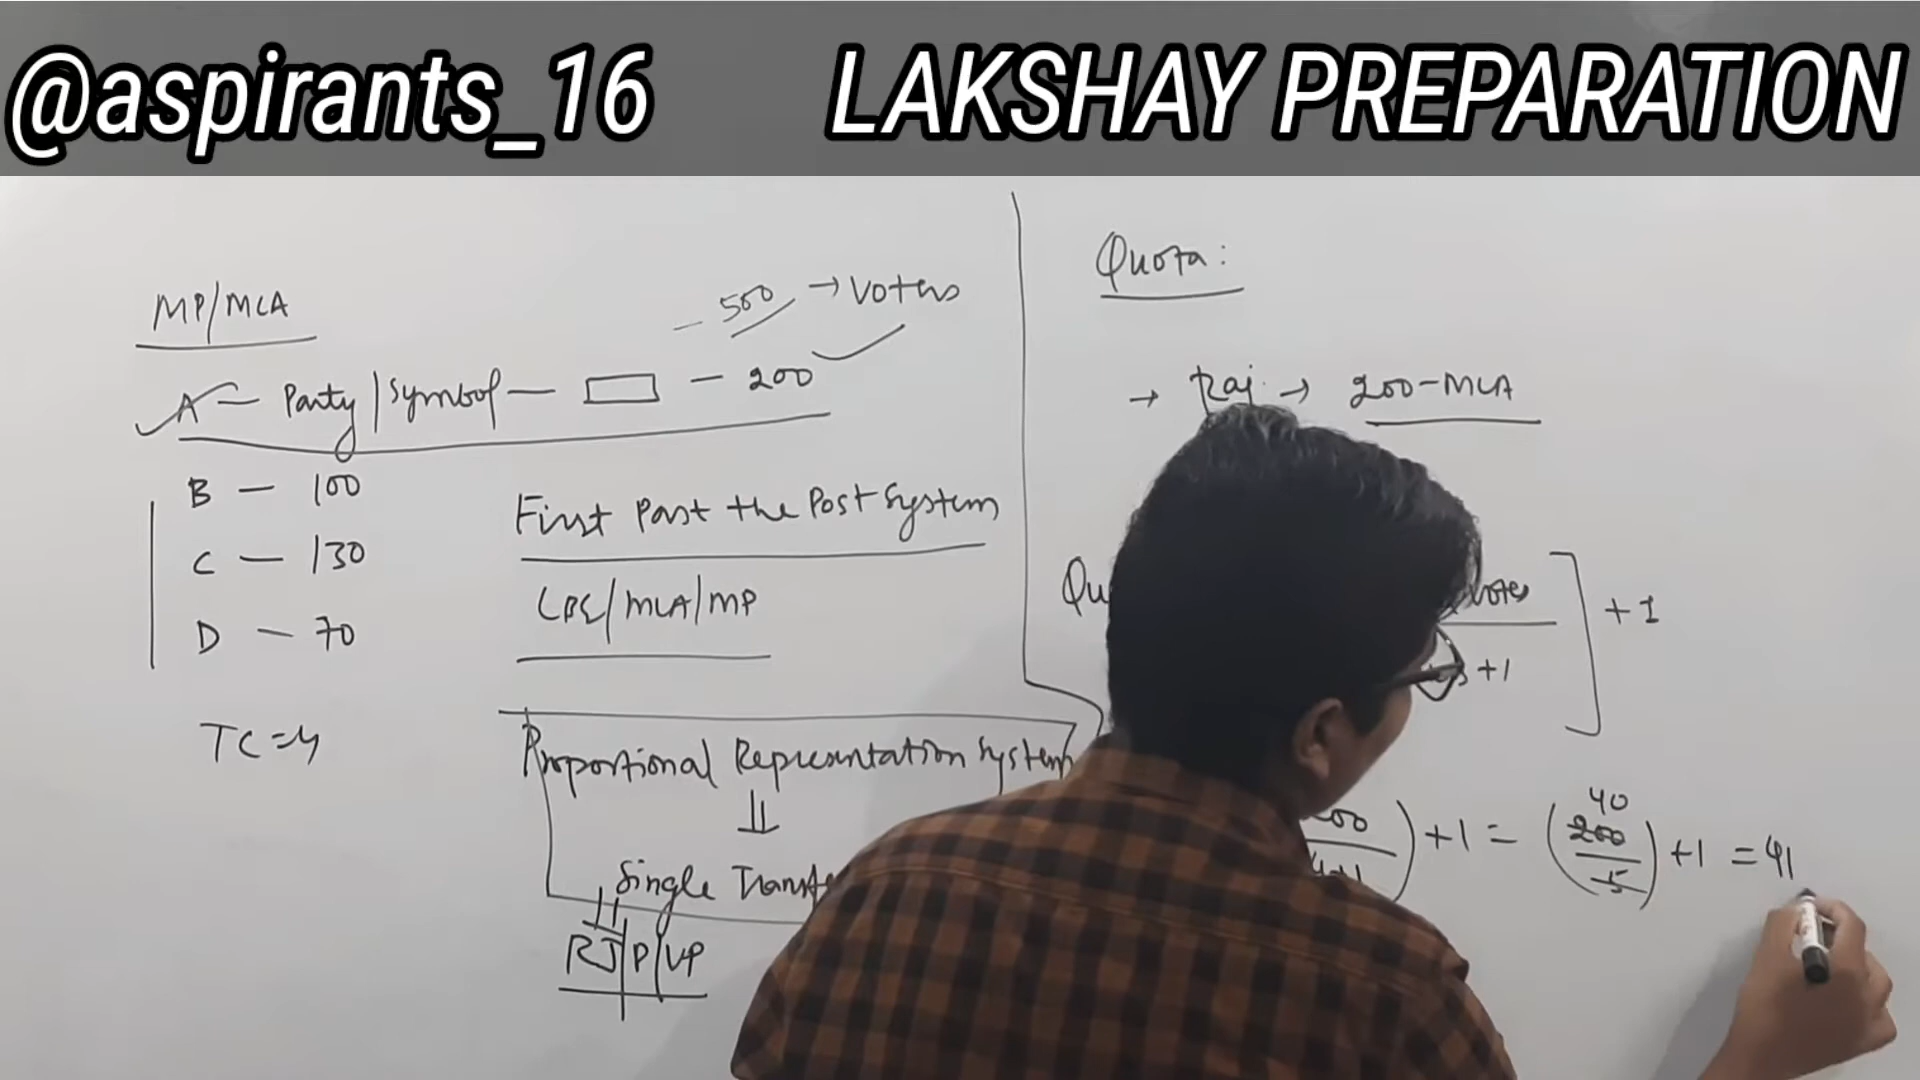 @aspirants_16 LAKSHAY PREPARATION
MP/MLA
- 500 → Voters
A - Party/Symbol - - 200
B - 100
C - 130
D - 70
TC = 4
First Past the Post System
/MLA/MP
Proportional Representation System
Single
RJ/P/VP
Quota:
→ Raj. → 200-MLA
+ 1
+1
) + 1 = (200/5) + 1 = 41
40